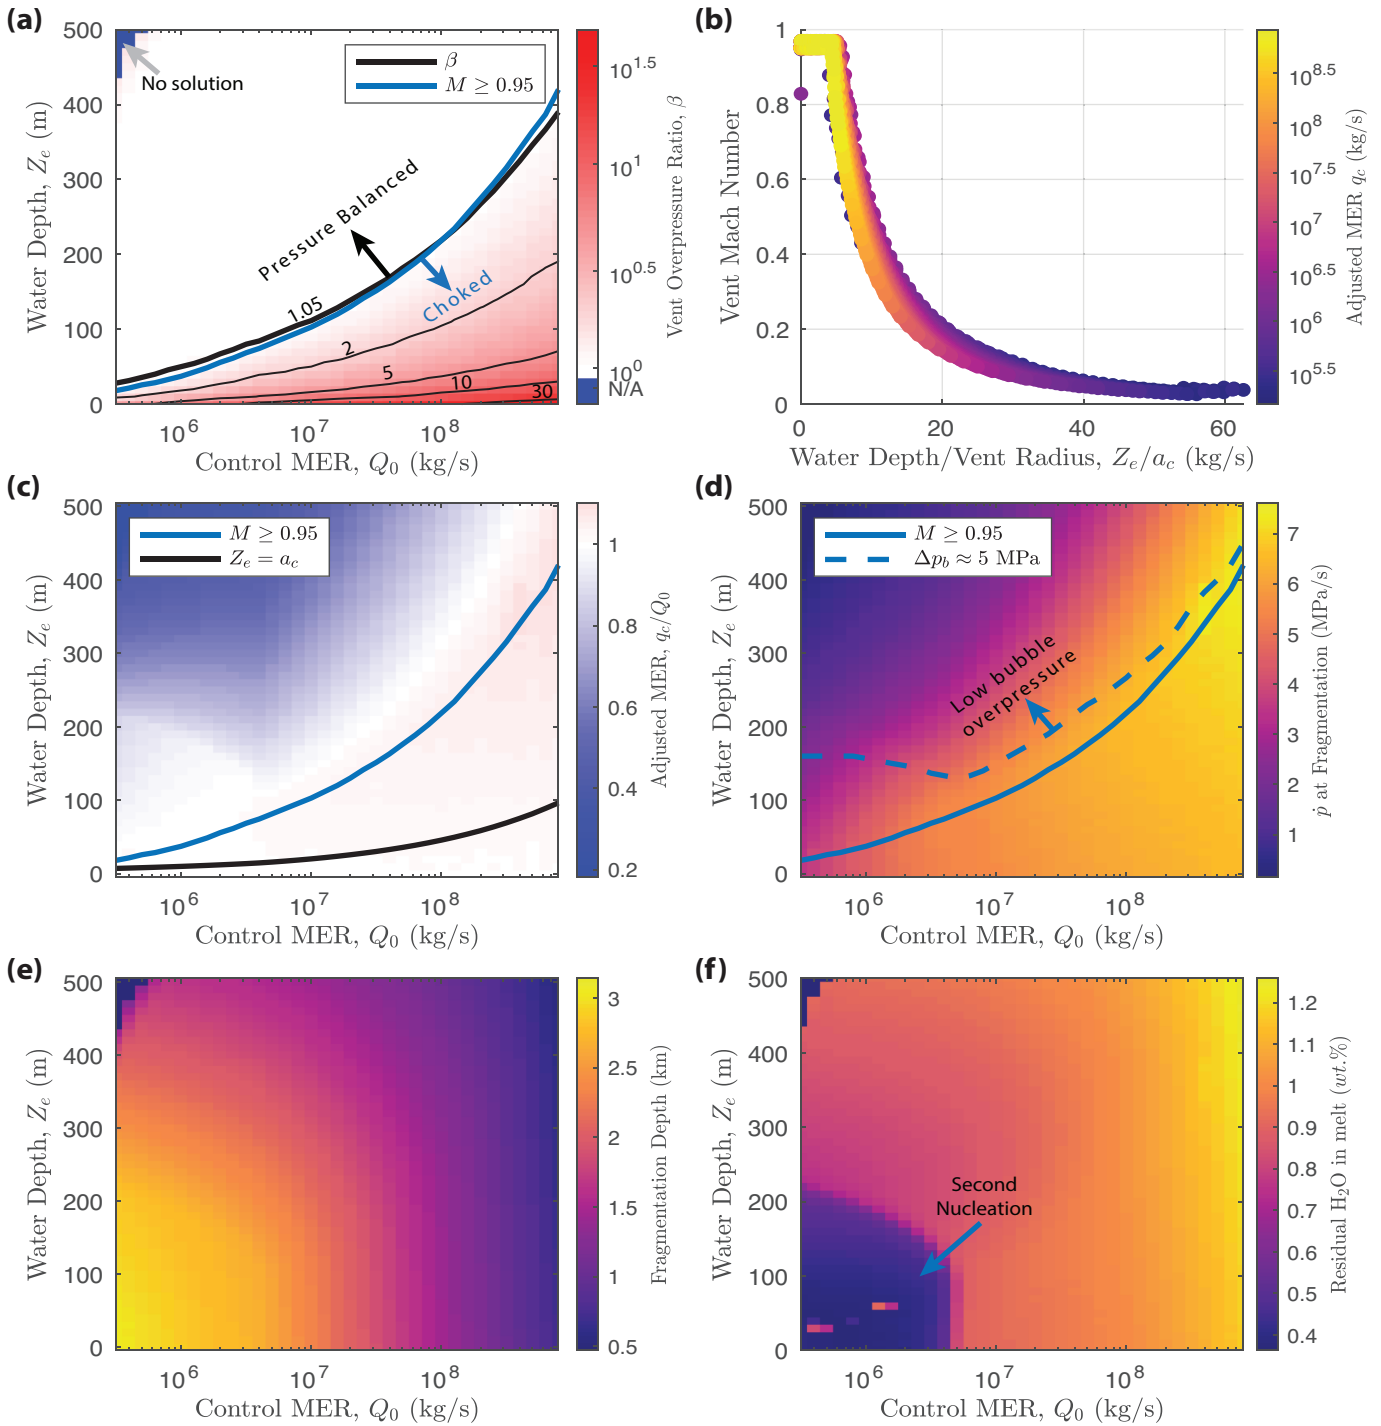 (a)
500
400
300
200
100
0
Water Depth, Z_e (m)
No solution
β
M ≥ 0.95
Pressure Balanced
Choked
1.05
2
5
10
30
10^6
10^7
10^8
Control MER, Q_0 (kg/s)
10^1.5
10^1
10^0.5
10^0
N/A
Vent Overpressure Ratio, β
(b)
1
0.8
0.6
0.4
0.2
0
Vent Mach Number
0
20
40
60
Water Depth/Vent Radius, Z_e/a_c (kg/s)
10^8.5
10^8
10^7.5
10^7
10^6.5
10^6
10^5.5
Adjusted MER q_c (kg/s)
(c)
500
400
300
200
100
0
Water Depth, Z_e (m)
M ≥ 0.95
Z_e = a_c
10^6
10^7
10^8
Control MER, Q_0 (kg/s)
1
0.8
0.6
0.4
0.2
Adjusted MER, q_c/Q_0
(d)
500
400
300
200
100
0
Water Depth, Z_e (m)
M ≥ 0.95
Δp_b ≈ 5 MPa
Low bubble
overpressure
10^6
10^7
10^8
Control MER, Q_0 (kg/s)
7
6
5
4
3
2
1
ṗ at Fragmentation (MPa/s)
(e)
500
400
300
200
100
0
Water Depth, Z_e (m)
10^6
10^7
10^8
Control MER, Q_0 (kg/s)
3
2.5
2
1.5
1
0.5
Fragmentation Depth (km)
(f)
500
400
300
200
100
0
Water Depth, Z_e (m)
Second
Nucleation
10^6
10^7
10^8
Control MER, Q_0 (kg/s)
1.2
1.1
1
0.9
0.8
0.7
0.6
0.5
0.4
Residual H₂O in melt (wt.%)